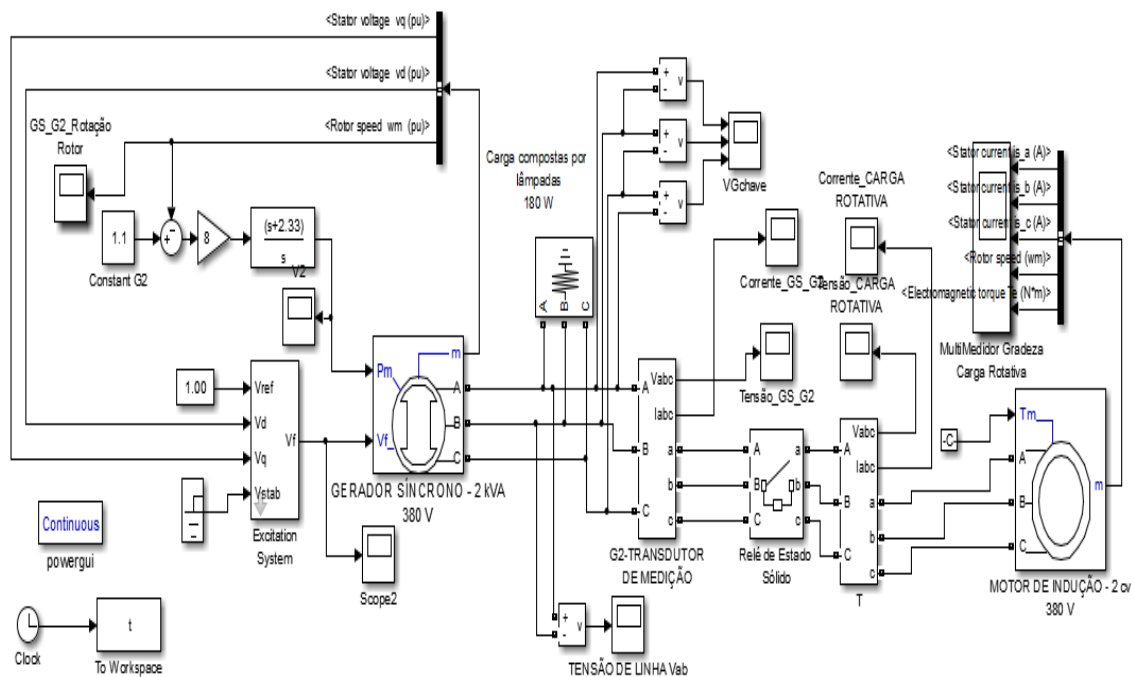 <Stator voltage vq (pu)>
<Stator voltage vd (pu)>
<Rotor speed wm (pu)>
GS_G2_Rotação
Rotor
1.1
Constant G2
+
-
8
(s+2.33)
s
V2
Carga compostas por
lâmpadas
180 W
A
B
C
+
-
v
+
-
v
+
-
v
VGchave
Corrente_GS_G2
Tensão_GS_G2
Corrente_CARGA
ROTATIVA
Tensão_CARGA
ROTATIVA
<Stator current is_a (A)>
<Stator current is_b (A)>
<Stator current is_c (A)>
<Rotor speed (wm)>
<Electromagnetic torque Te (N*m)>
MultiMedidor Gradeza
Carga Rotativa
1.00
Vref
Vd
Vq
Vstab
Vf
Excitation
System
Pm
Vf_
m
A
B
C
GERADOR SÍNCRONO - 2 kVA
380 V
Scope2
A
B
C
Vabc
Iabc
a
b
c
G2-TRANSDUTOR
DE MEDIÇÃO
A
B
C
a
b
c
Relé de Estado
Sólido
A
B
C
Vabc
Iabc
a
b
c
T
-C
Tm
A
B
C
m
MOTOR DE INDUÇÃO - 2 cv
380 V
Continuous
powergui
Clock
t
To Workspace
+
-
v
TENSÃO DE LINHA Vab